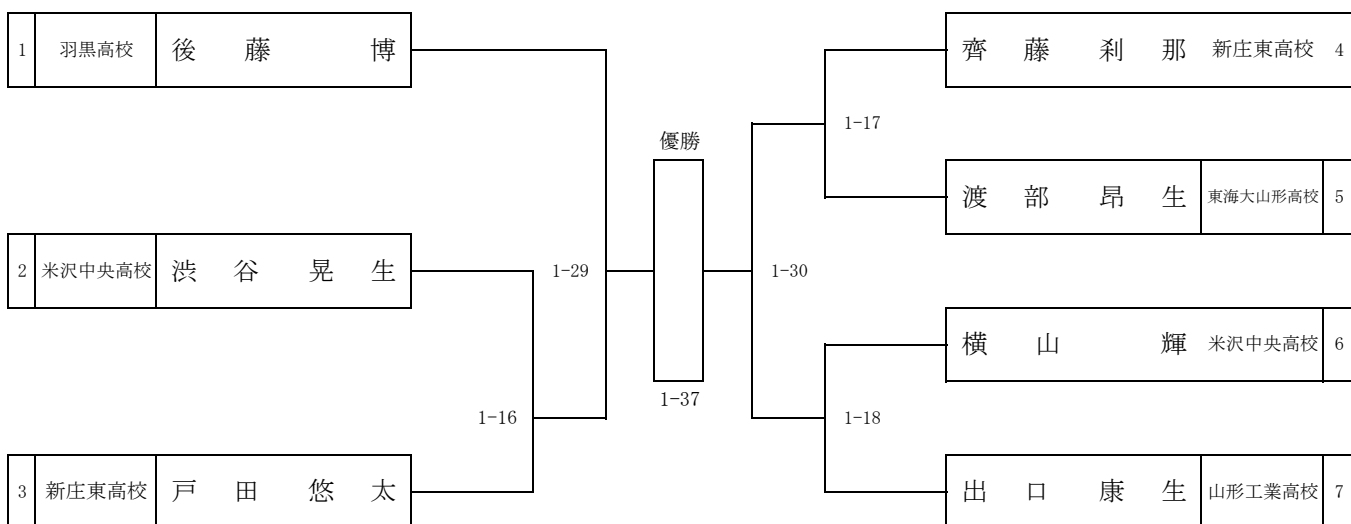 1 羽黒高校 後藤 博
齊藤刹那 新庄東高校 4
1-17
優勝
渡部昂生 東海大山形高校 5
2 米沢中央高校 渋谷晃生
1-29
1-30
横山 輝 米沢中央高校 6
1-37
1-16
1-18
3 新庄東高校 戸田悠太
出口康生 山形工業高校 7